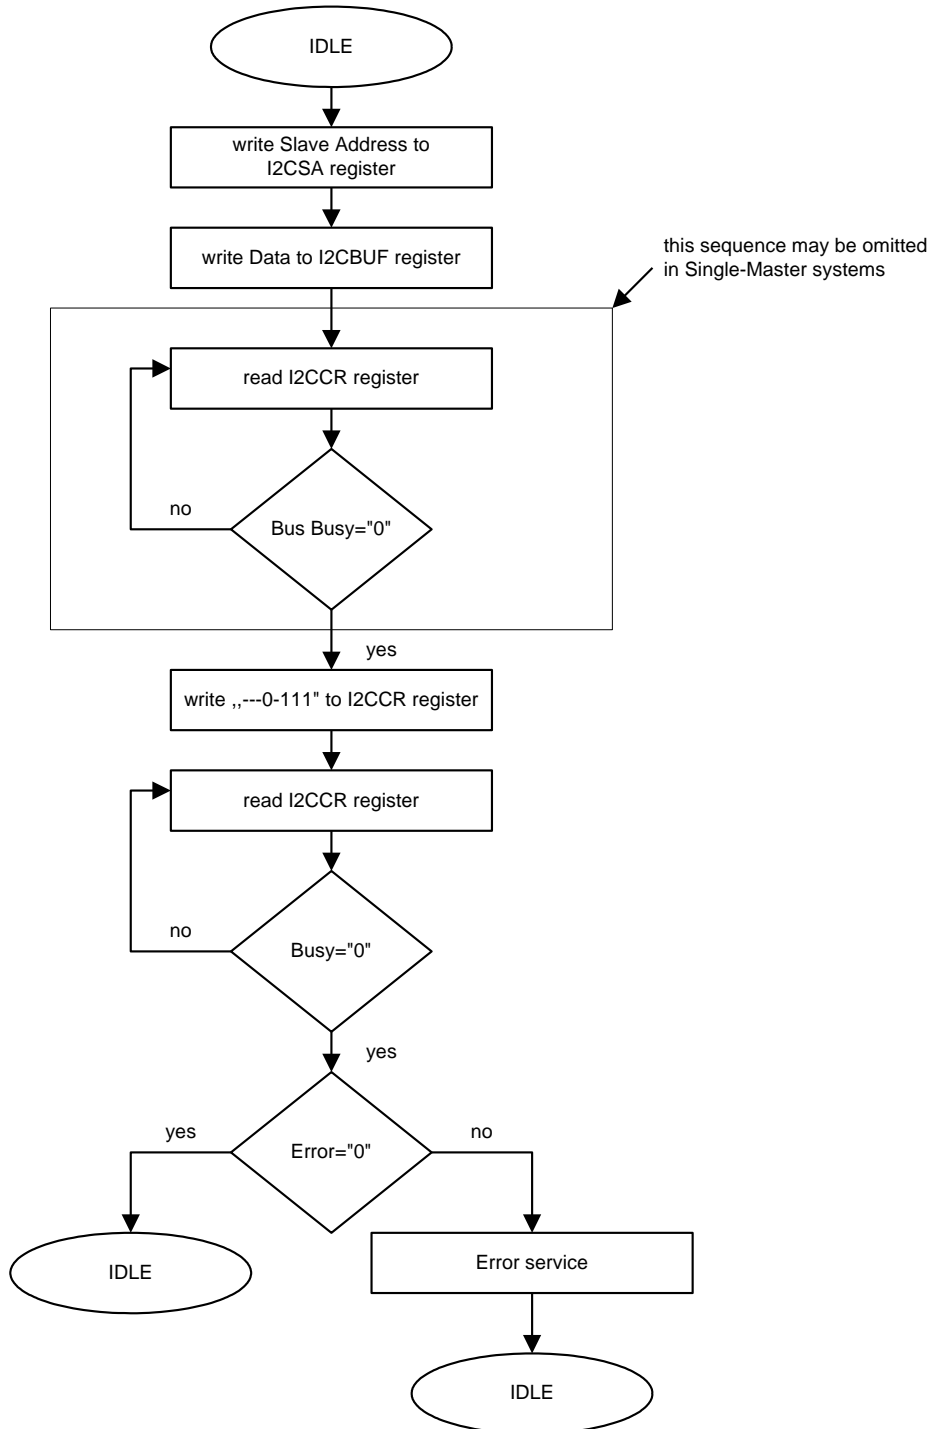 IDLE
write Slave Address to
I2CSA register
write Data to I2CBUF register
this sequence may be omitted
in Single-Master systems
read I2CCR register
no
Bus Busy="0"
yes
write ,,---0-111" to I2CCR register
read I2CCR register
no
Busy="0"
yes
yes
Error="0"
no
IDLE
Error service
IDLE